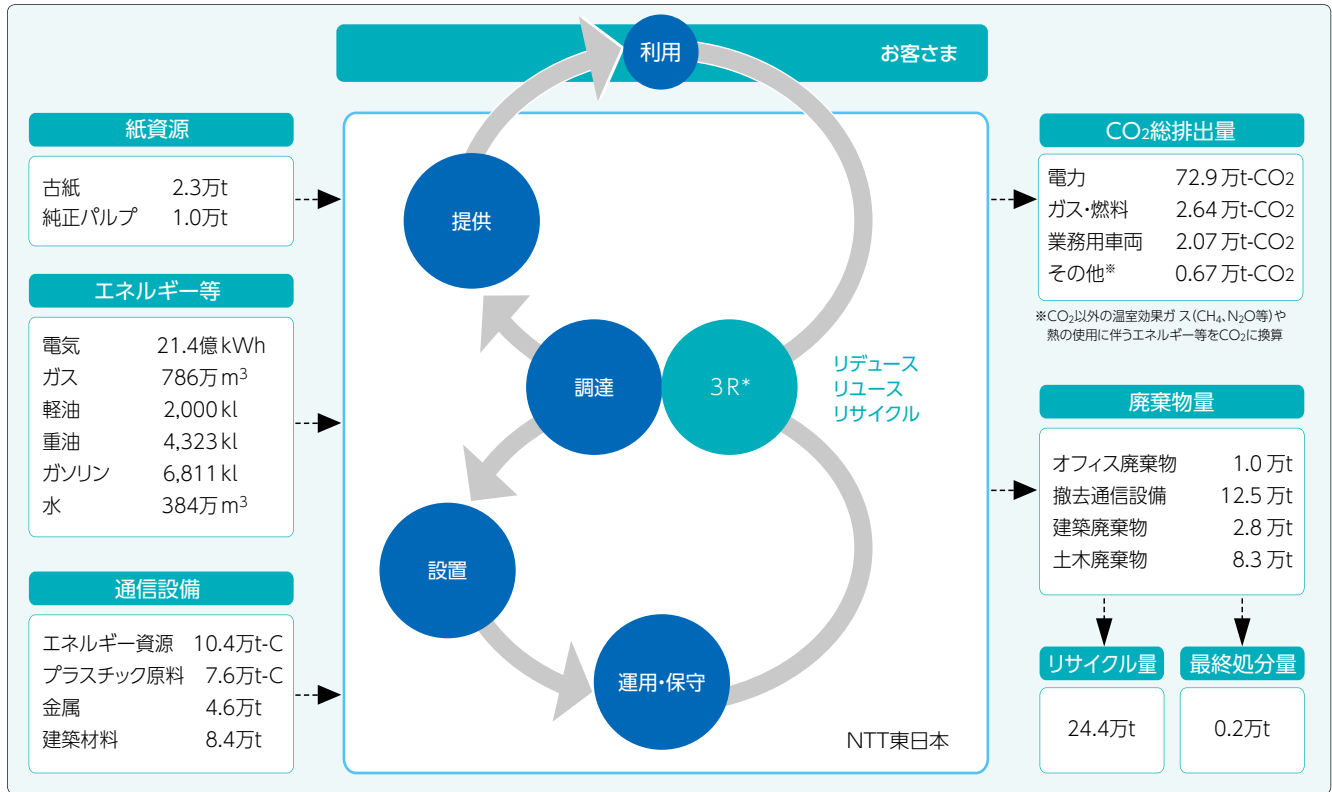 利用
お客さま
紙資源
古紙 2.3万t
純正パルプ 1.0万t
エネルギー等
電気 21.4億kWh
ガス 786万m³
軽油 2,000kl
重油 4,323kl
ガソリン 6,811kl
水 384万m³
通信設備
エネルギー資源 10.4万t-C
プラスチック原料 7.6万t-C
金属 4.6万t
建築材料 8.4万t
提供
調達
3R*
リデュース
リユース
リサイクル
設置
運用・保守
NTT東日本
CO₂総排出量
電力 72.9万t-CO₂
ガス・燃料 2.64万t-CO₂
業務用車両 2.07万t-CO₂
その他※ 0.67万t-CO₂
※CO₂以外の温室効果ガス(CH₄、N₂O等)や
熱の使用に伴うエネルギー等をCO₂に換算
廃棄物量
オフィス廃棄物 1.0万t
撤去通信設備 12.5万t
建築廃棄物 2.8万t
土木廃棄物 8.3万t
リサイクル量
24.4万t
最終処分量
0.2万t